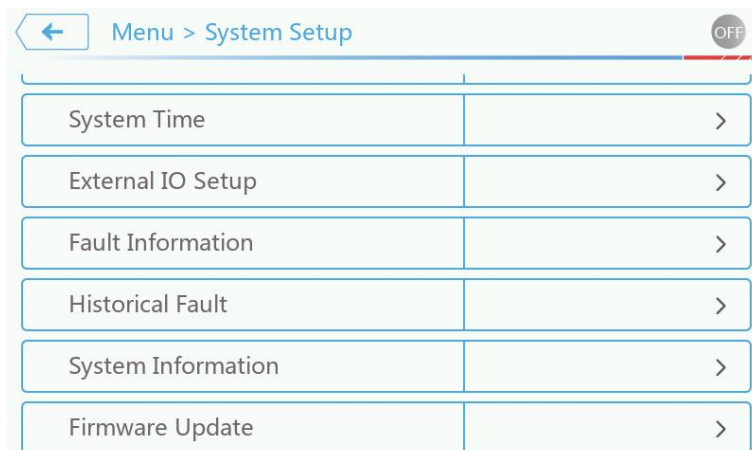 Menu > System Setup
OFF
System Time
External IO Setup
Fault Information
Historical Fault
System Information
Firmware Update